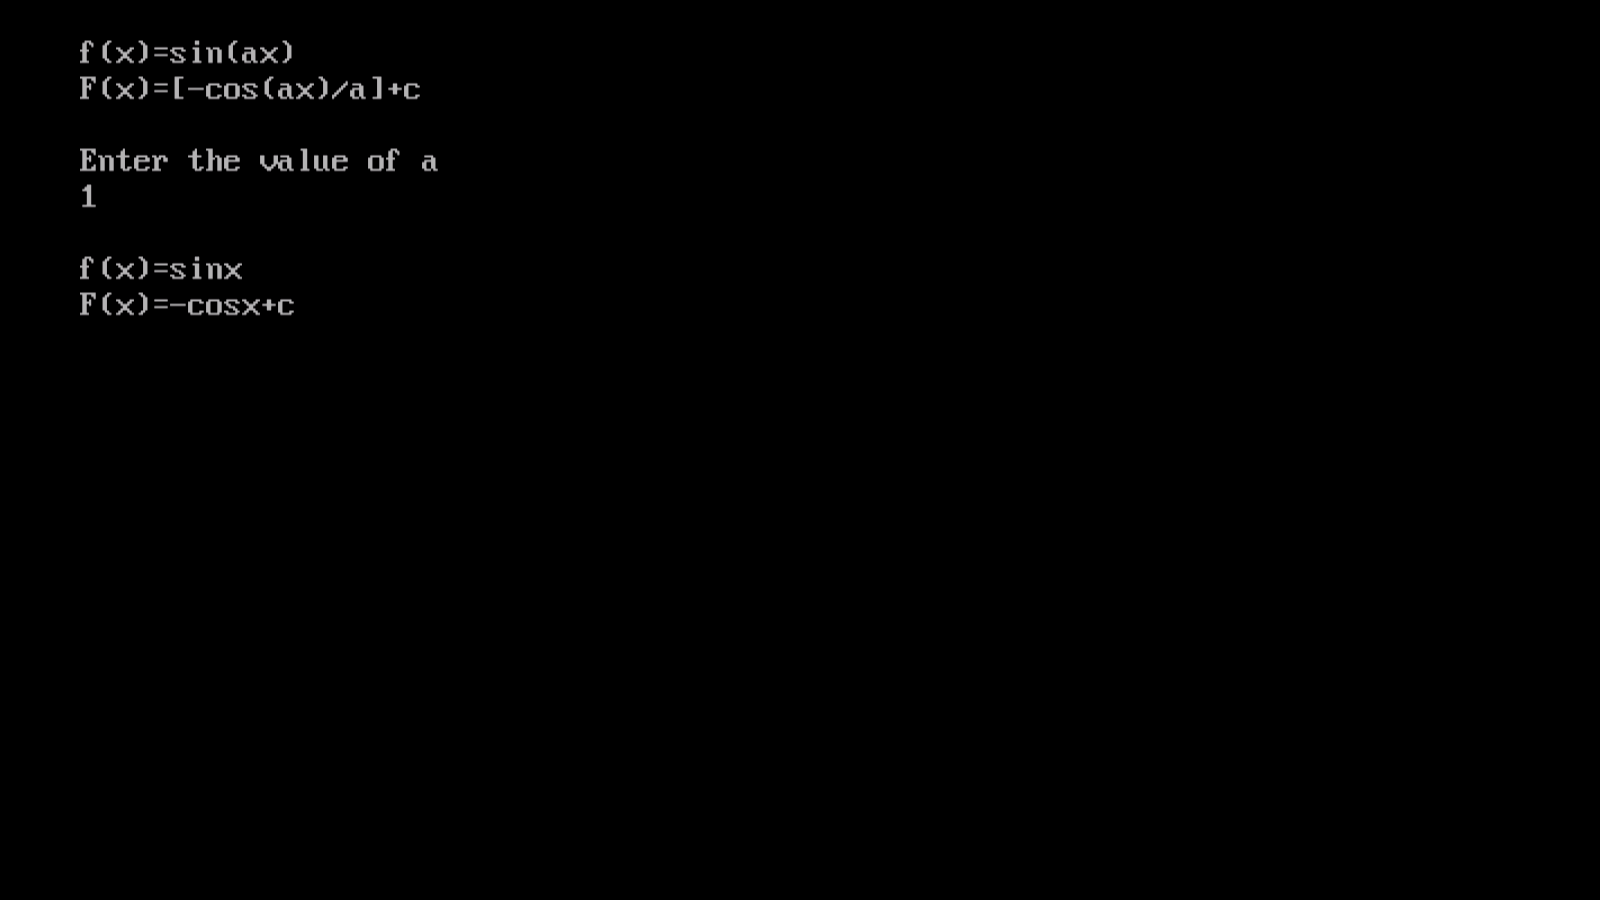 f(x)=sin(ax)
F(x)=[-cos(ax)/a]+c
Enter the value of a
1
f(x)=sinx
F(x)=-cosx+c